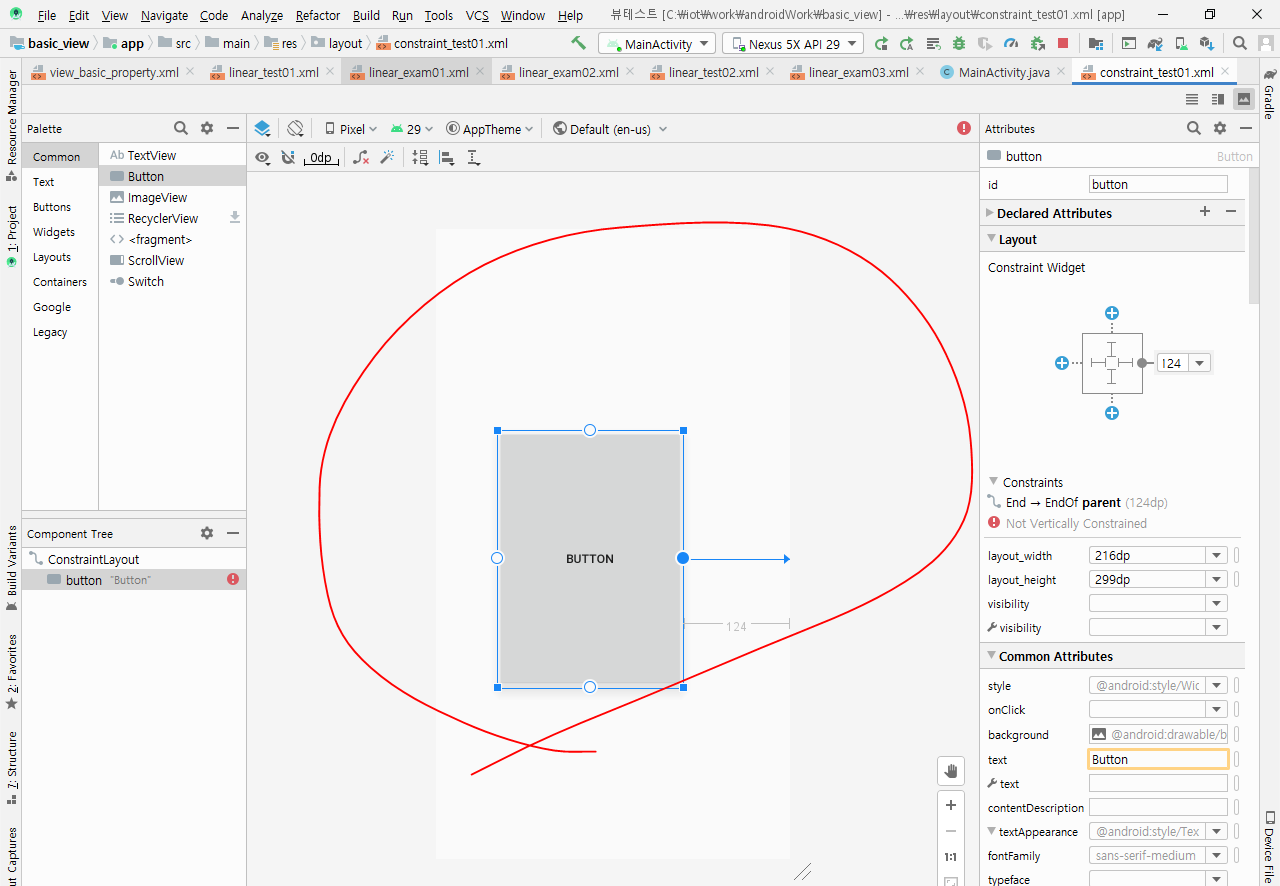 File Edit View Navigate Code Analyze Refactor Build Run Tools VCS Window Help 뷰테스트 [C:₩iot₩work₩androidWork₩basic_view] - ...₩res₩layout₩constraint_test01.xml [app]
basic_view app src main res layout constraint_test01.xml MainActivity Nexus 5X API 29
view_basic_property.xml linear_test01.xml linear_exam01.xml linear_exam02.xml linear_test02.xml linear_exam03.xml MainActivity.java constraint_test01.xml
Resource Manager
1: Project
Build Variants
2: Favorites
7: Structure
ut Captures
Palette
Common
Text
Buttons
Widgets
Layouts
Containers
Google
Legacy
Ab TextView
Button
ImageView
RecyclerView
<fragment>
ScrollView
Switch
Component Tree
ConstraintLayout
button "Button"
Pixel 29 AppTheme Default (en-us)
0dp
BUTTON
124
1:1
Attributes
button Button
id button
Declared Attributes
Layout
Constraint Widget
124
Constraints
End → EndOf parent (124dp)
Not Vertically Constrained
layout_width 216dp
layout_height 299dp
visibility
visibility
Common Attributes
style @android:style/Wic
onClick
background @android:drawable/b
text Button
text
contentDescription
textAppearance @android:style/Tex
fontFamily sans-serif-medium
typeface
Gradle
Device File